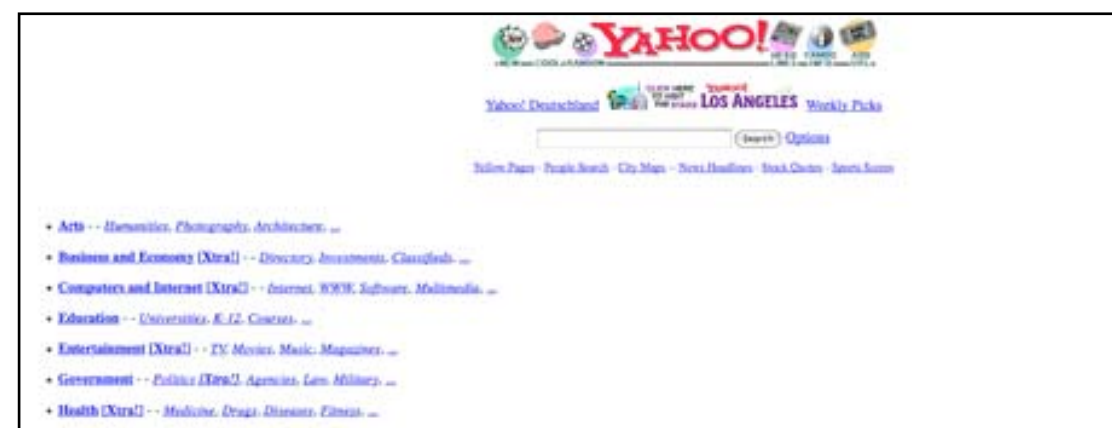 YAHOO!
Yahoo! Deutschland LOS ANGELES Weekly Picks
Search Options
Yellow Pages - People Search - City Maps - News Headlines - Stock Quotes - Sports Scores
• Arts - - Humanities, Photography, Architecture, ...
• Business and Economy [Xtra!] - - Directory, Investments, Classifieds, ...
• Computers and Internet [Xtra!] - - Internet, WWW, Software, Multimedia, ...
• Education - - Universities, K-12, Courses, ...
• Entertainment [Xtra!] - - TV, Movies, Music, Magazines, ...
• Government - - Politics [Xtra!], Agencies, Law, Military, ...
• Health [Xtra!] - - Medicine, Drugs, Diseases, Fitness, ...